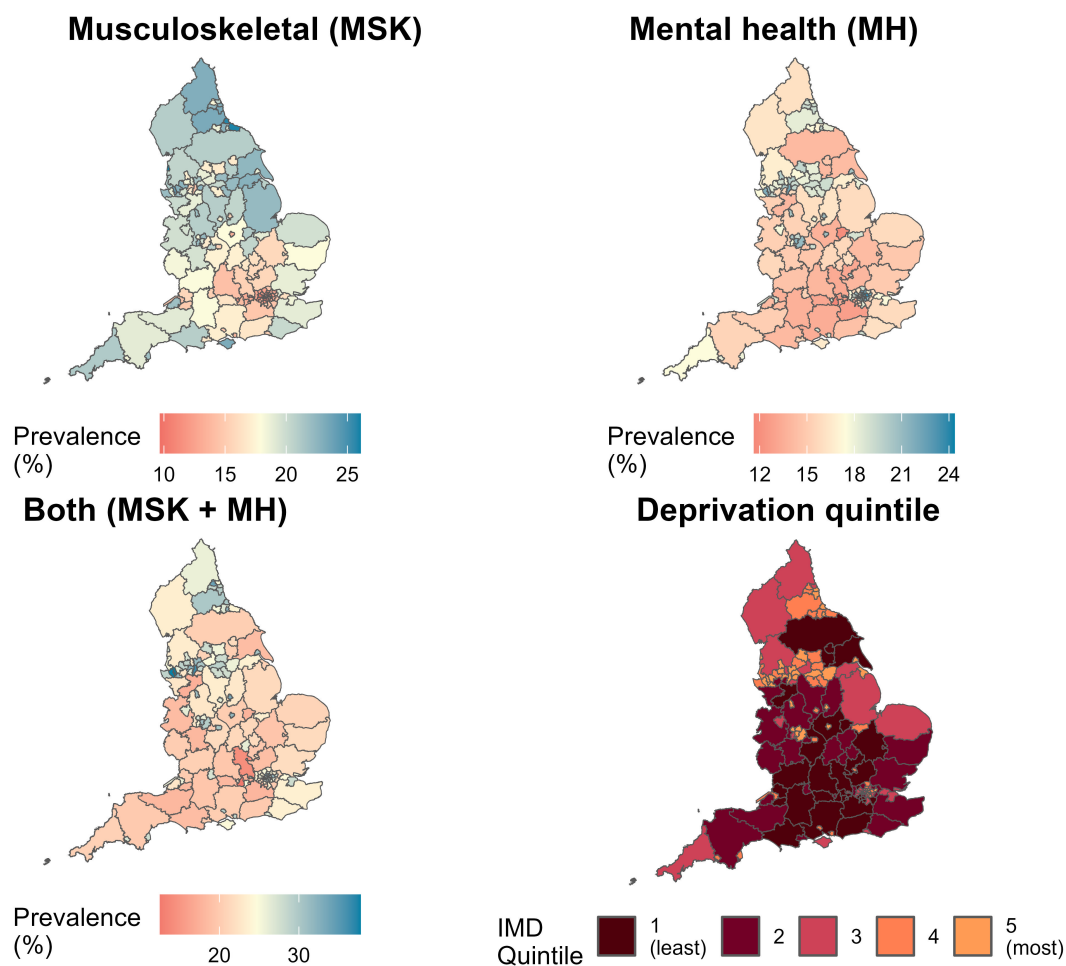 Musculoskeletal (MSK)
Mental health (MH)
Prevalence
(%)
10 15 20 25
Prevalence
(%)
12 15 18 21 24
Both (MSK + MH)
Deprivation quintile
Prevalence
(%)
20 30
IMD
Quintile
1
(least)
2
3
4
5
(most)